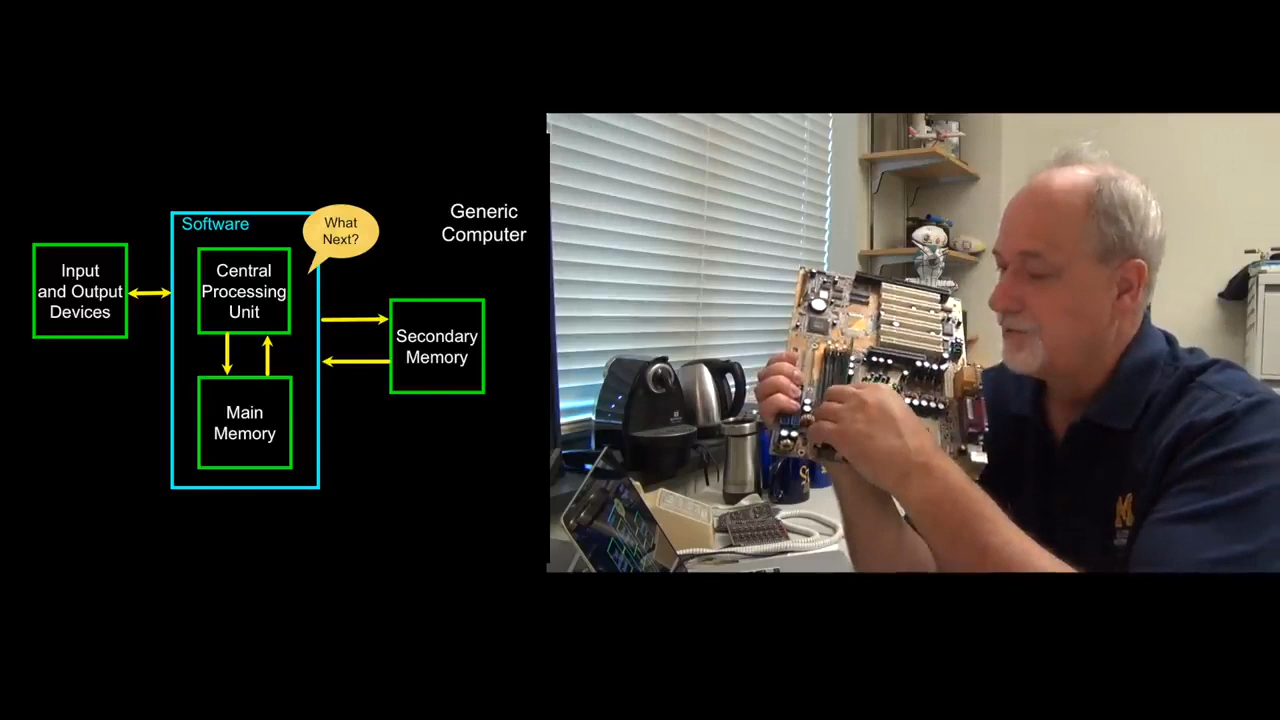 Generic
Computer
Software
What
Next?
Input
and Output
Devices
Central
Processing
Unit
Secondary
Memory
Main
Memory
M